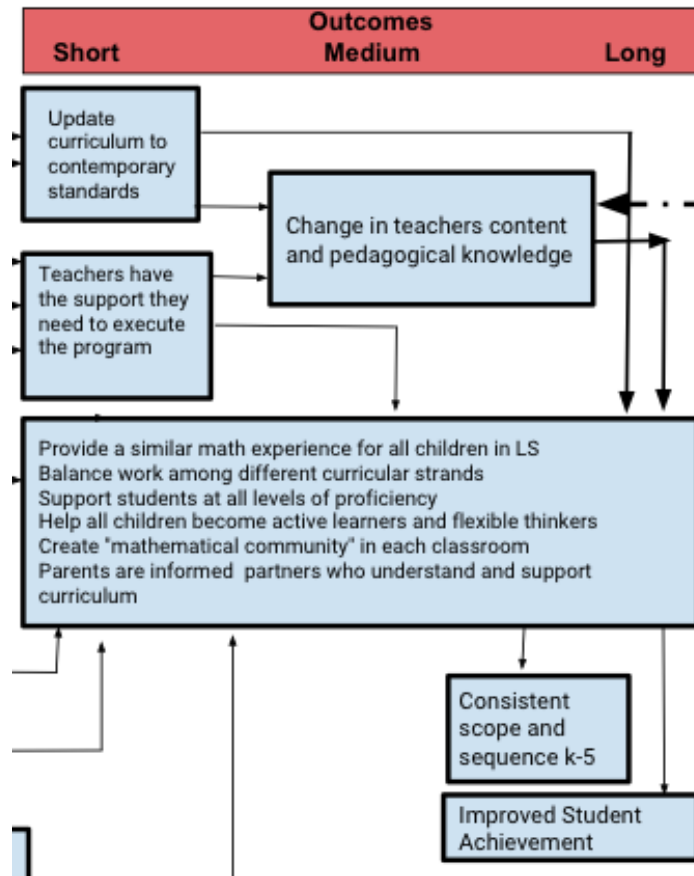 Outcomes
Short Medium Long
Update
curriculum to
contemporary
standards
Change in teachers content
and pedagogical knowledge
Teachers have
the support they
need to execute
the program
Provide a similar math experience for all children in LS
Balance work among different curricular strands
Support students at all levels of proficiency
Help all children become active learners and flexible thinkers
Create "mathematical community" in each classroom
Parents are informed partners who understand and support
curriculum
Consistent
scope and
sequence k-5
Improved Student
Achievement